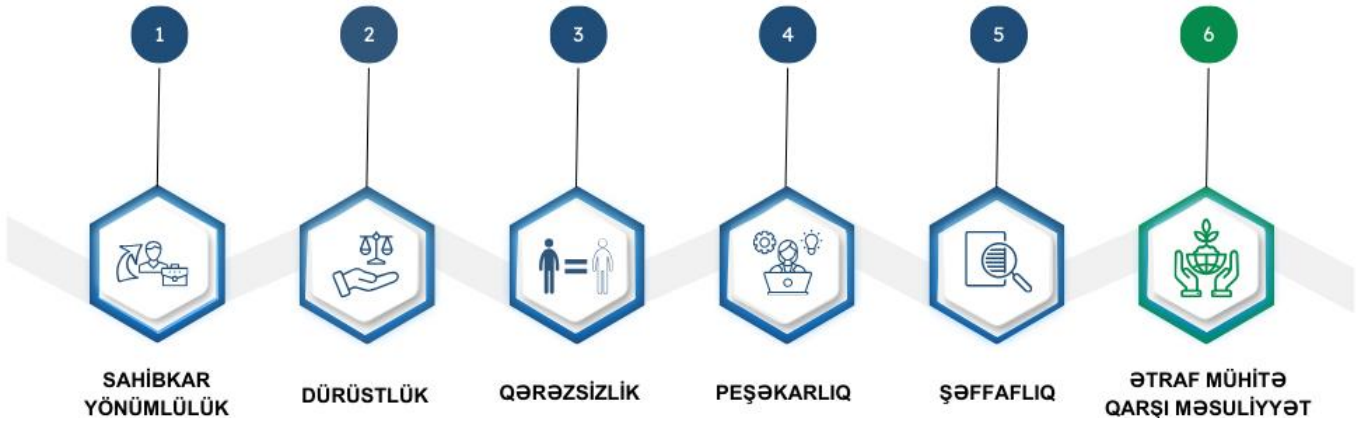 1
2
3
4
5
6
SAHİBKAR
YÖNÜMLÜLÜK
DÜRÜSTLÜK
QƏRƏZSİZLİK
PEŞƏKARLIQ
ŞƏFFAFLIQ
ƏTRAF MÜHİTƏ
QARŞI MƏSULİYYƏT